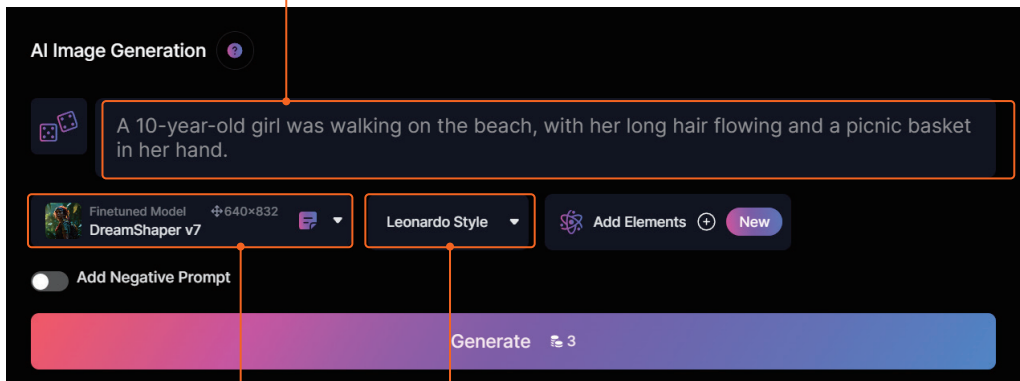 AI Image Generation ?
A 10-year-old girl was walking on the beach, with her long hair flowing and a picnic basket
in her hand.
Finetuned Model 640×832
DreamShaper v7
Leonardo Style
Add Elements New
Add Negative Prompt
Generate 3